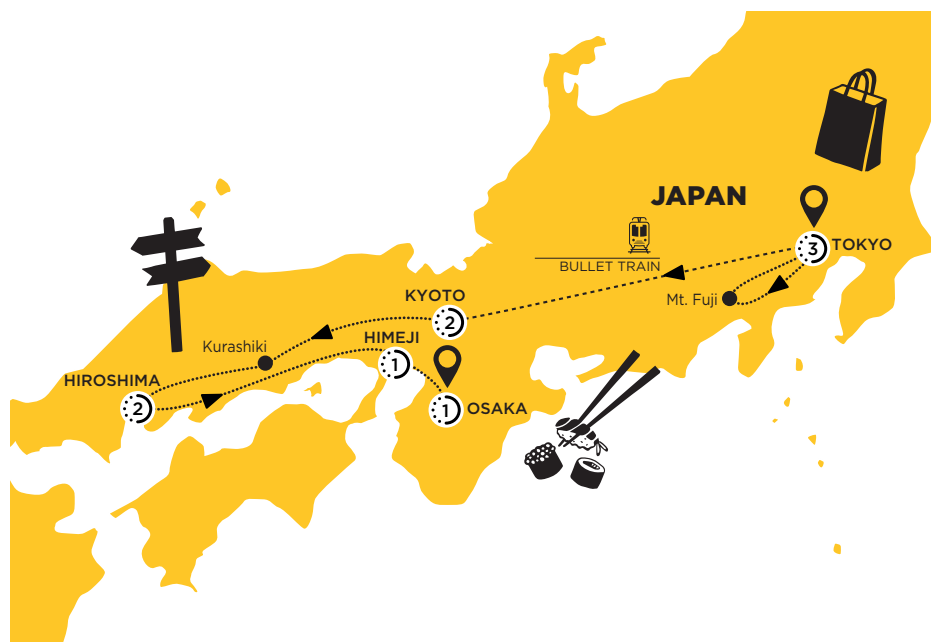 JAPAN
3
TOKYO
BULLET TRAIN
Mt. Fuji
KYOTO
2
HIMEJI
1
Kurashiki
HIROSHIMA
2
1
OSAKA